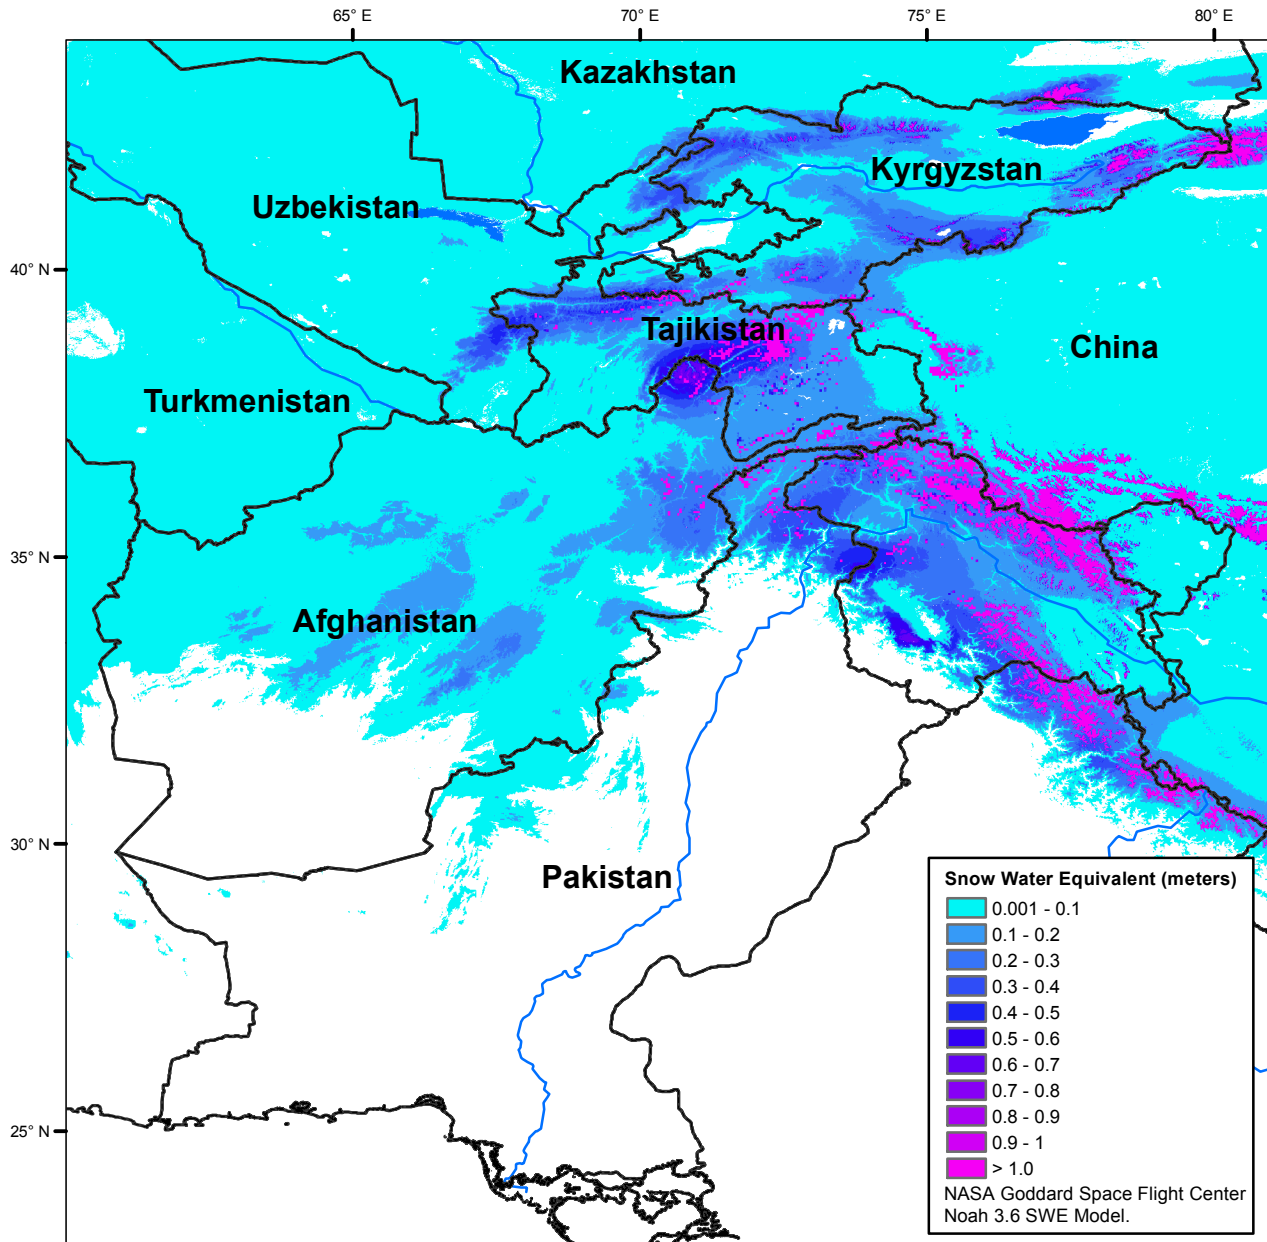 65° E
70° E
75° E
80° E
Kazakhstan
Kyrgyzstan
Uzbekistan
40° N
Tajikistan
China
Turkmenistan
35° N
Afghanistan
30° N
Pakistan
25° N
Snow Water Equivalent (meters)
0.001 - 0.1
0.1 - 0.2
0.2 - 0.3
0.3 - 0.4
0.4 - 0.5
0.5 - 0.6
0.6 - 0.7
0.7 - 0.8
0.8 - 0.9
0.9 - 1
> 1.0
NASA Goddard Space Flight Center
Noah 3.6 SWE Model.